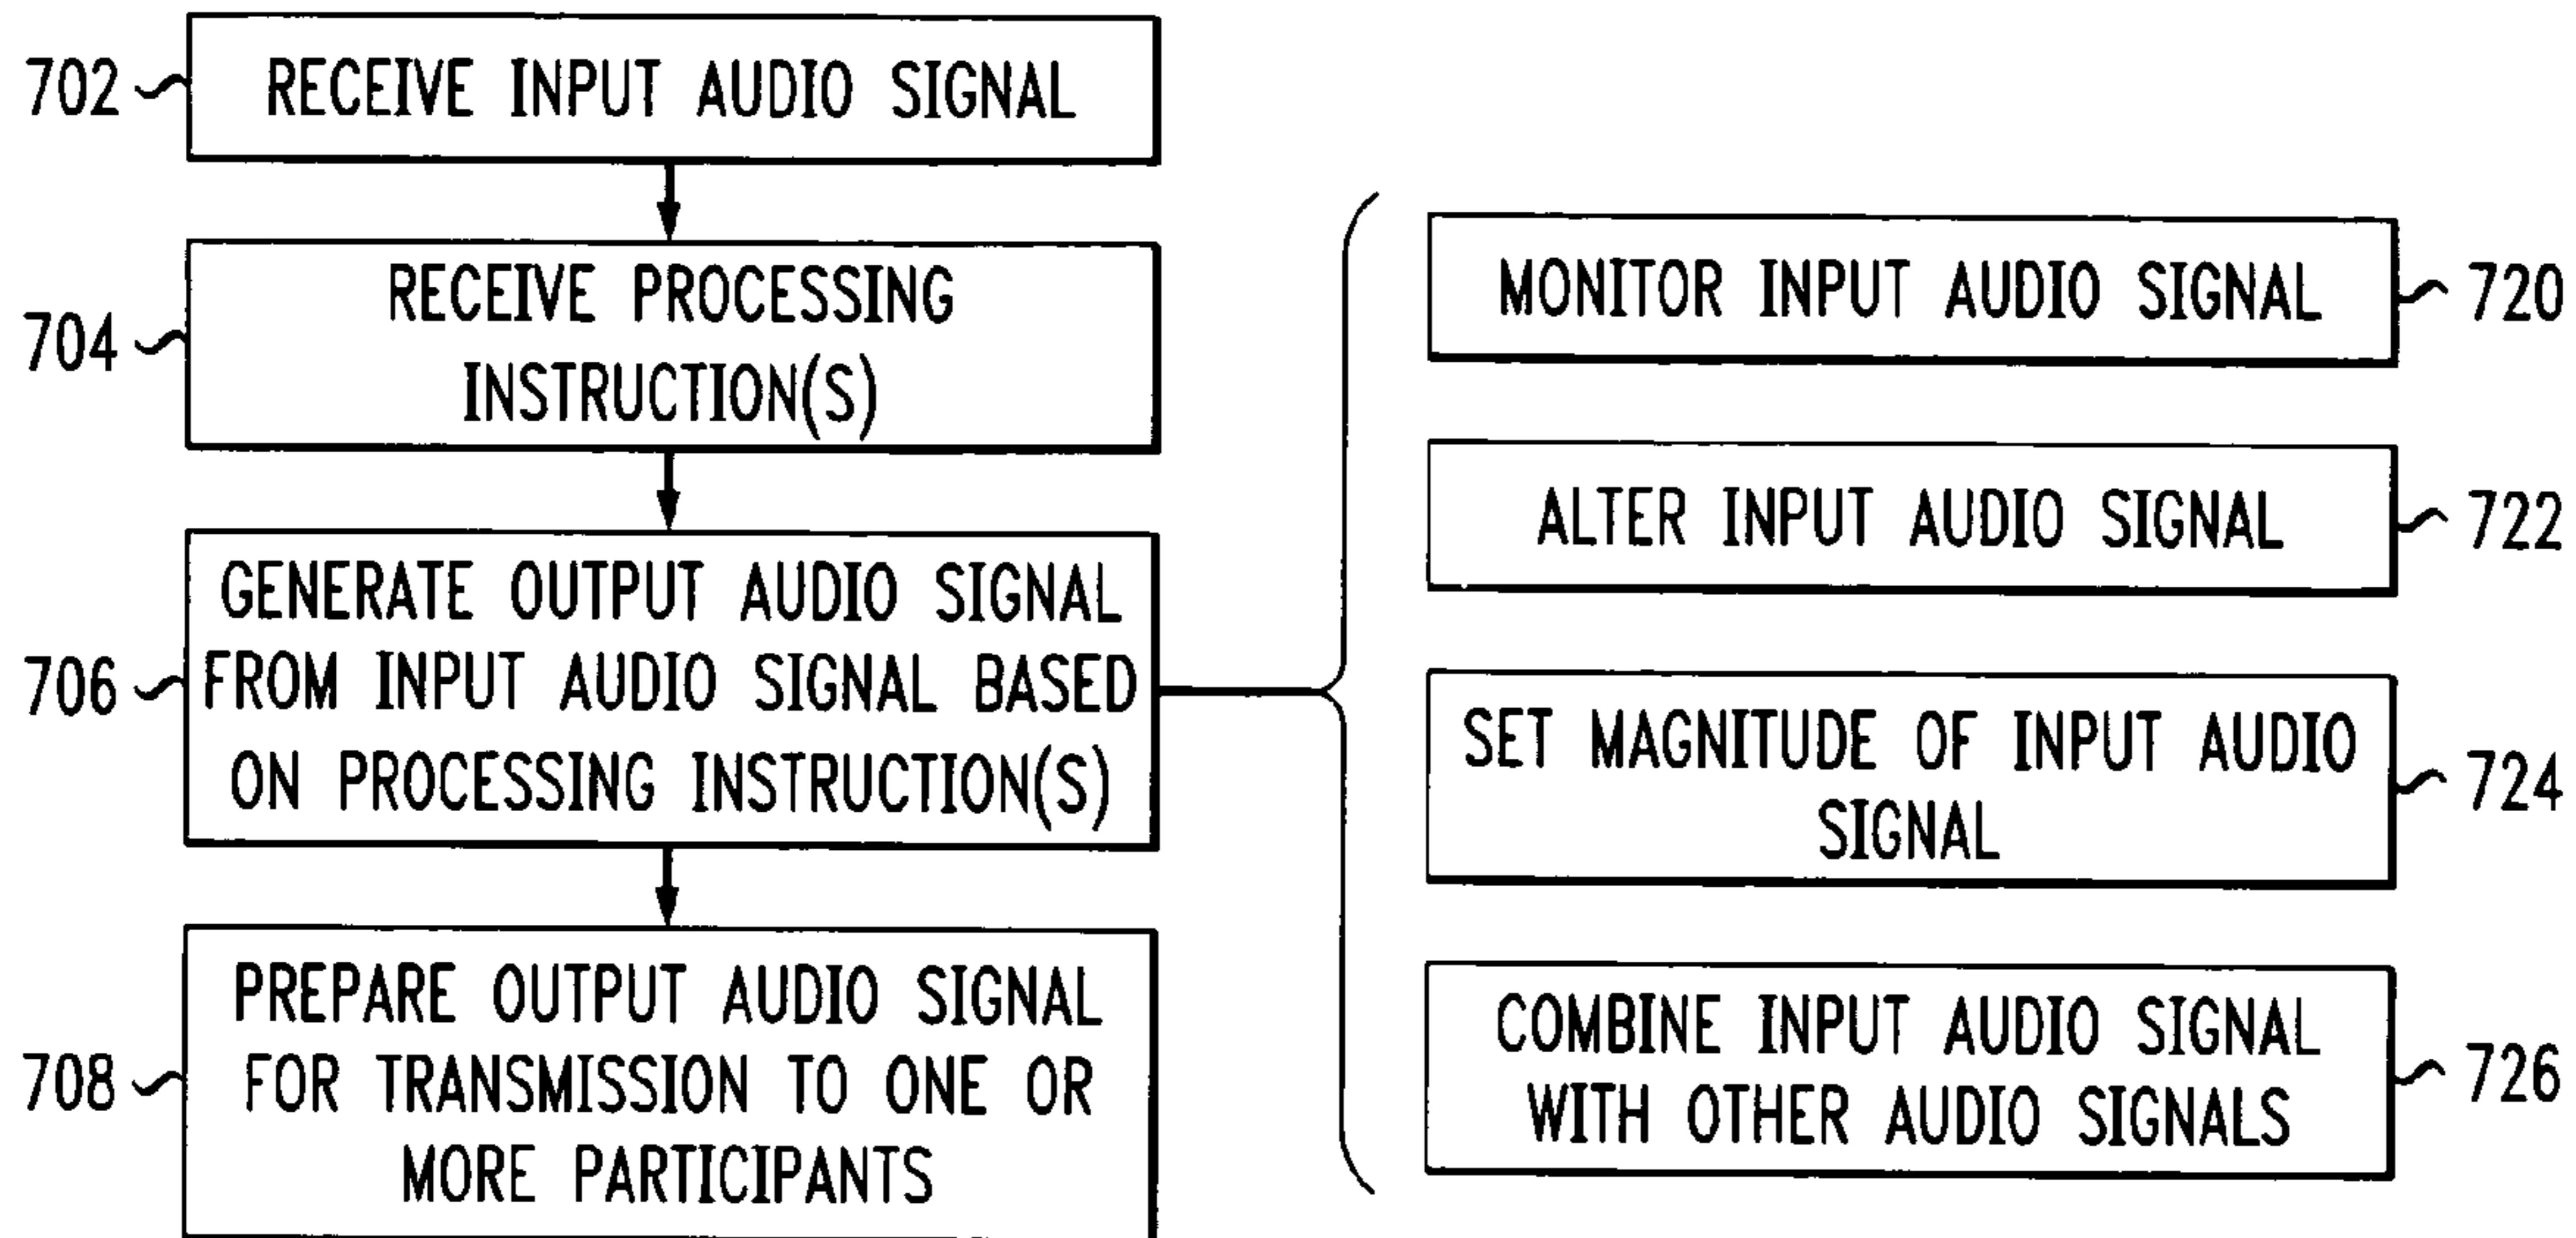 702
RECEIVE INPUT AUDIO SIGNAL
704
RECEIVE PROCESSING
INSTRUCTION(S)
706
GENERATE OUTPUT AUDIO SIGNAL
FROM INPUT AUDIO SIGNAL BASED
ON PROCESSING INSTRUCTION(S)
708
PREPARE OUTPUT AUDIO SIGNAL
FOR TRANSMISSION TO ONE OR
MORE PARTICIPANTS
MONITOR INPUT AUDIO SIGNAL
720
ALTER INPUT AUDIO SIGNAL
722
SET MAGNITUDE OF INPUT AUDIO
SIGNAL
724
COMBINE INPUT AUDIO SIGNAL
WITH OTHER AUDIO SIGNALS
726